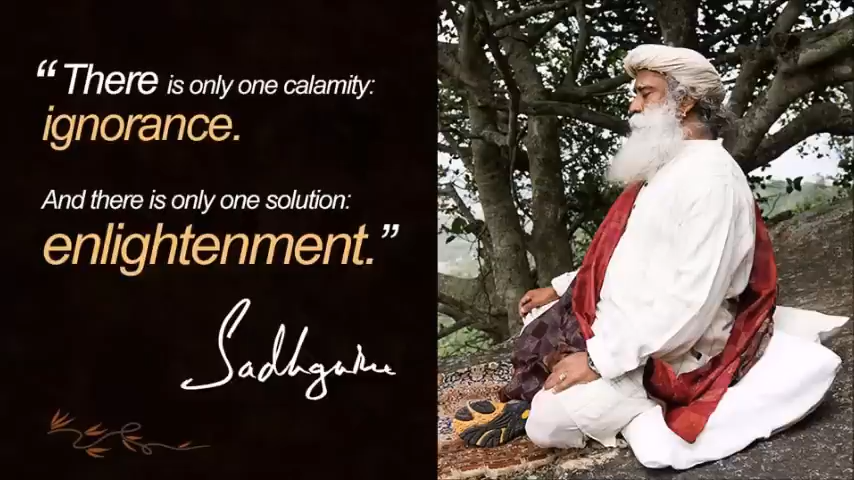 “There is only one calamity:
ignorance.
And there is only one solution:
enlightenment.”
Sadhguru